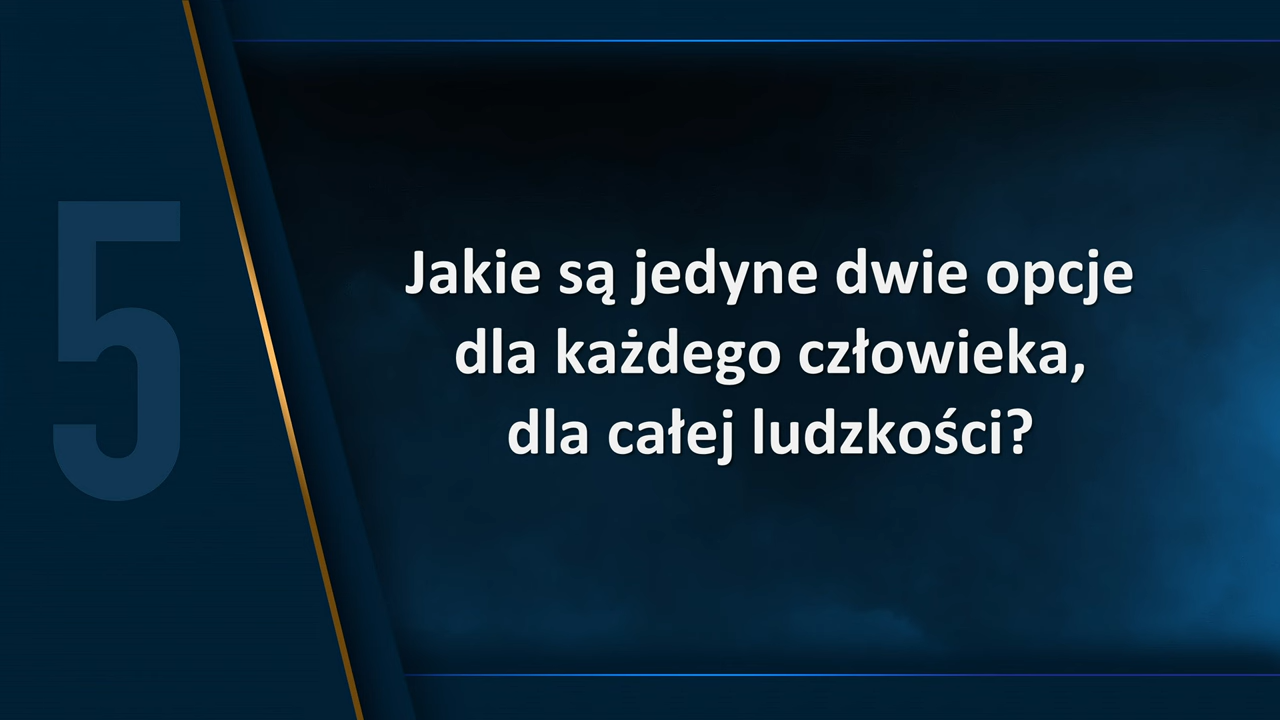 5
Jakie są jedyne dwie opcje
dla każdego człowieka,
dla całej ludzkości?